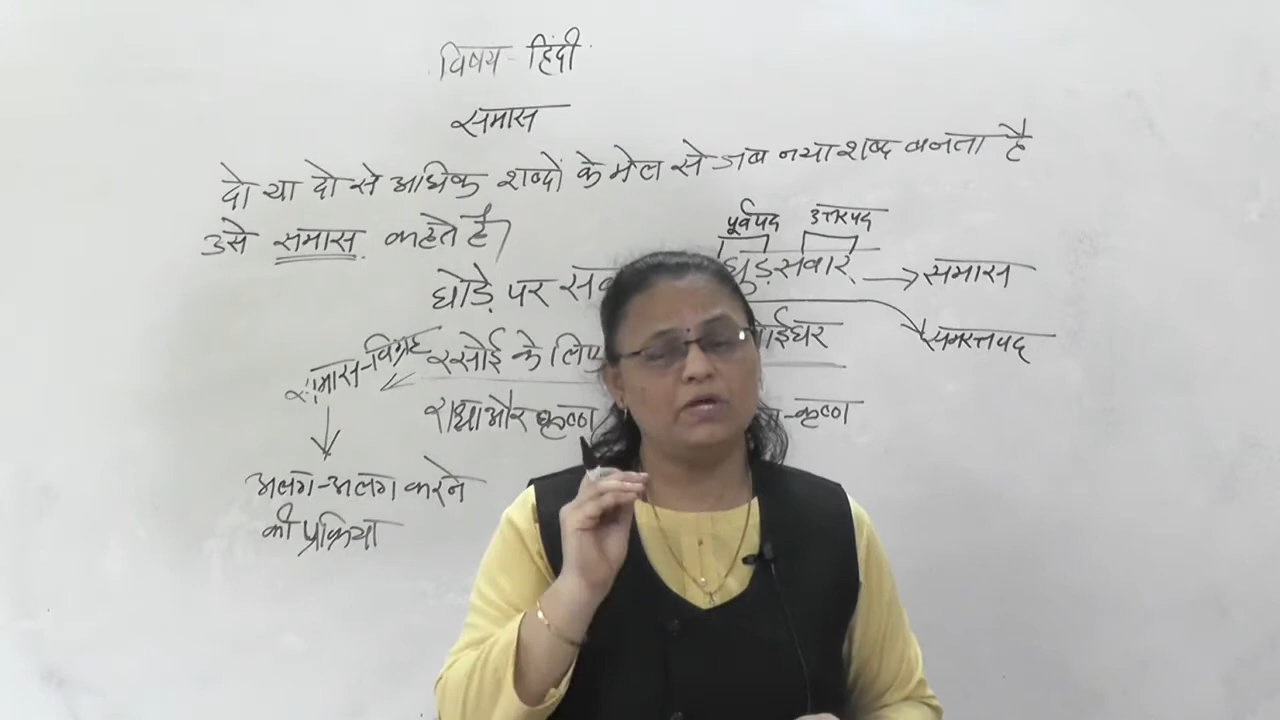 विषय - हिंदी
समास
दो या दो से अधिक शब्दों के मेल से जब नया शब्द बनता है
उसे समास कहते हैं।
पूर्वपद उत्तरपद
घोड़े पर घुड़सवार → समास
समस्तपद
समास-विग्रह रसोई के लिए
राधा और कृष्ण - कृष्ण
अलग-अलग करने
की प्रक्रिया